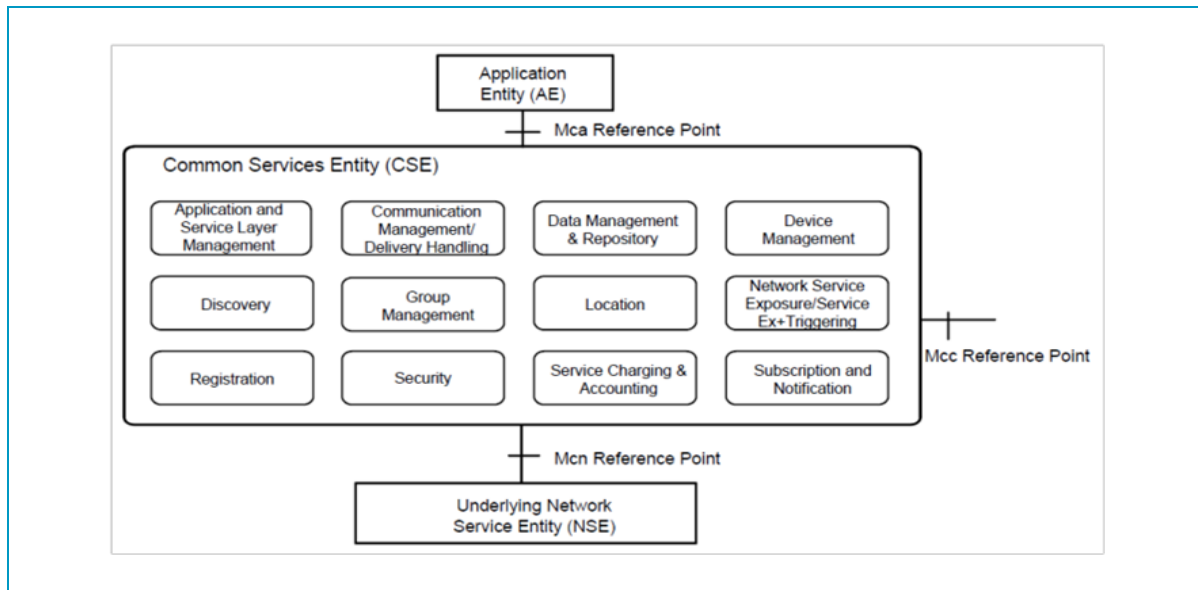 Application
Entity (AE)
Mca Reference Point
Common Services Entity (CSE)
Application and
Service Layer
Management
Communication
Management/
Delivery Handling
Data Management
& Repository
Device
Management
Discovery
Group
Management
Location
Network Service
Exposure/Service
Ex+Triggering
Mcc Reference Point
Registration
Security
Service Charging &
Accounting
Subscription and
Notification
Mcn Reference Point
Underlying Network
Service Entity (NSE)